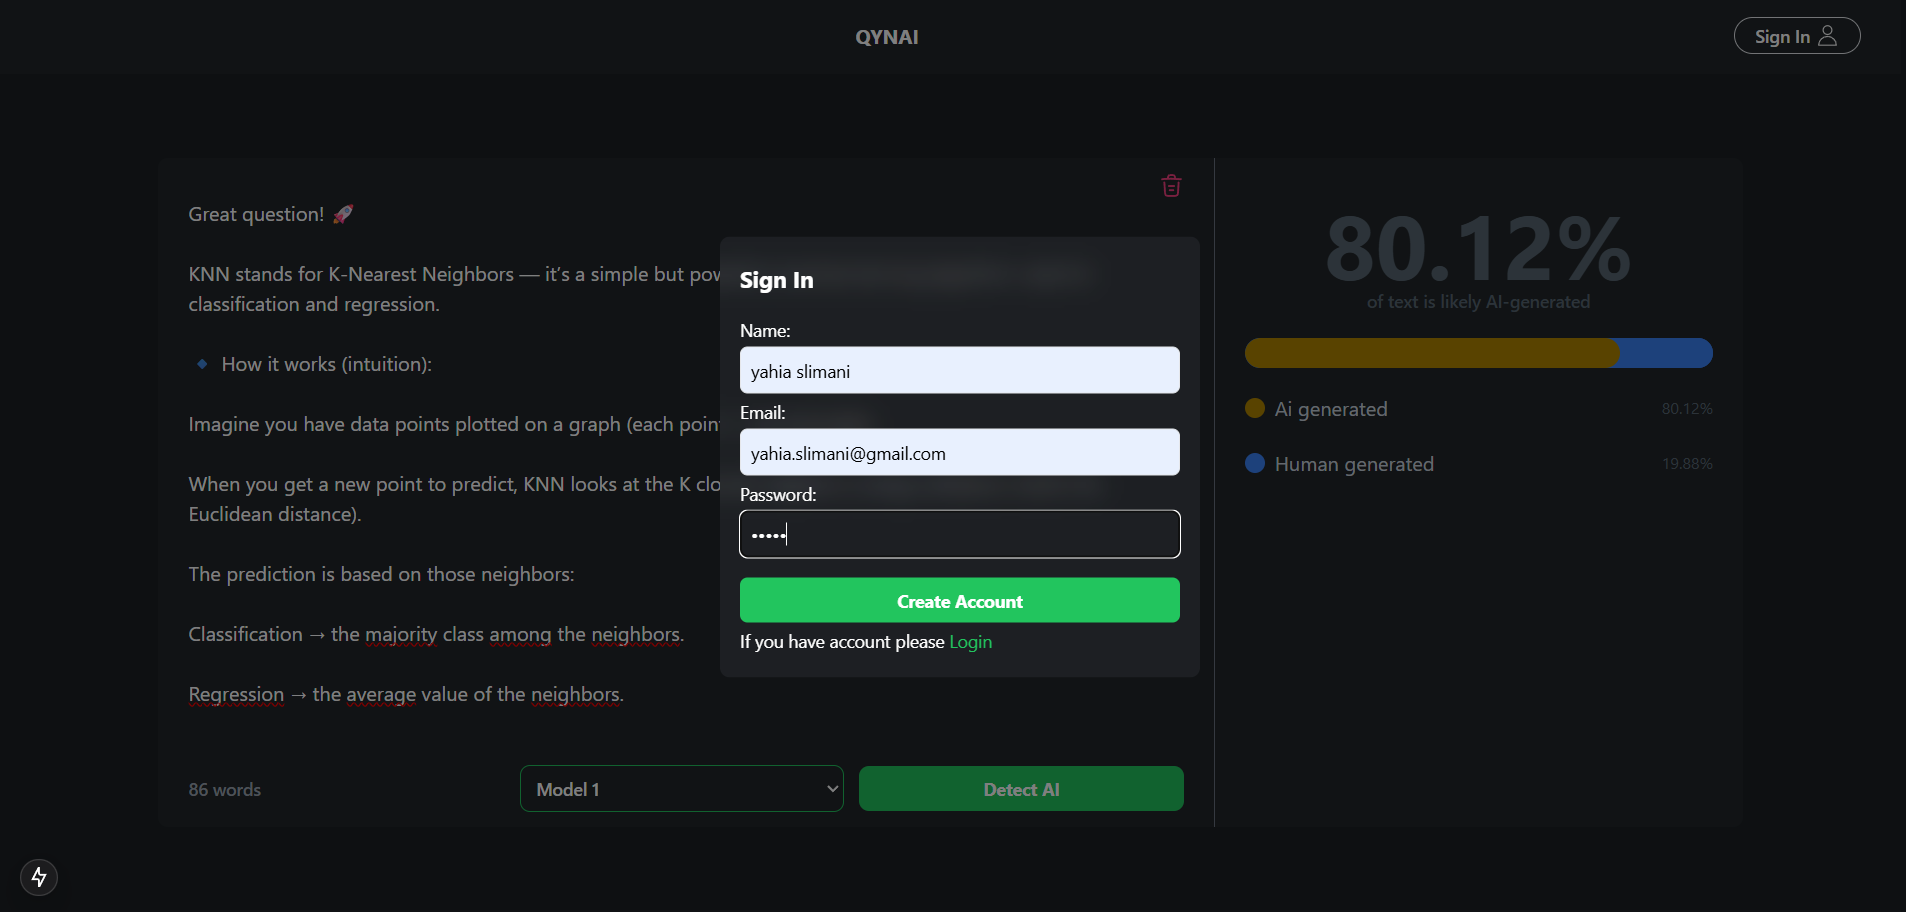 QYNAI
Sign In
Great question! 🚀
KNN stands for K-Nearest Neighbors — it's a simple but pow
classification and regression.
🔹 How it works (intuition):
Imagine you have data points plotted on a graph (each poin
When you get a new point to predict, KNN looks at the K clo
Euclidean distance).
The prediction is based on those neighbors:
Classification → the majority class among the neighbors.
Regression → the average value of the neighbors.
86 words
Model 1
Detect AI
Sign In
Name:
yahia slimani
Email:
yahia.slimani@gmail.com
Password:
•••••
Create Account
If you have account please Login
80.12%
of text is likely AI-generated
Ai generated 80.12%
Human generated 19.88%